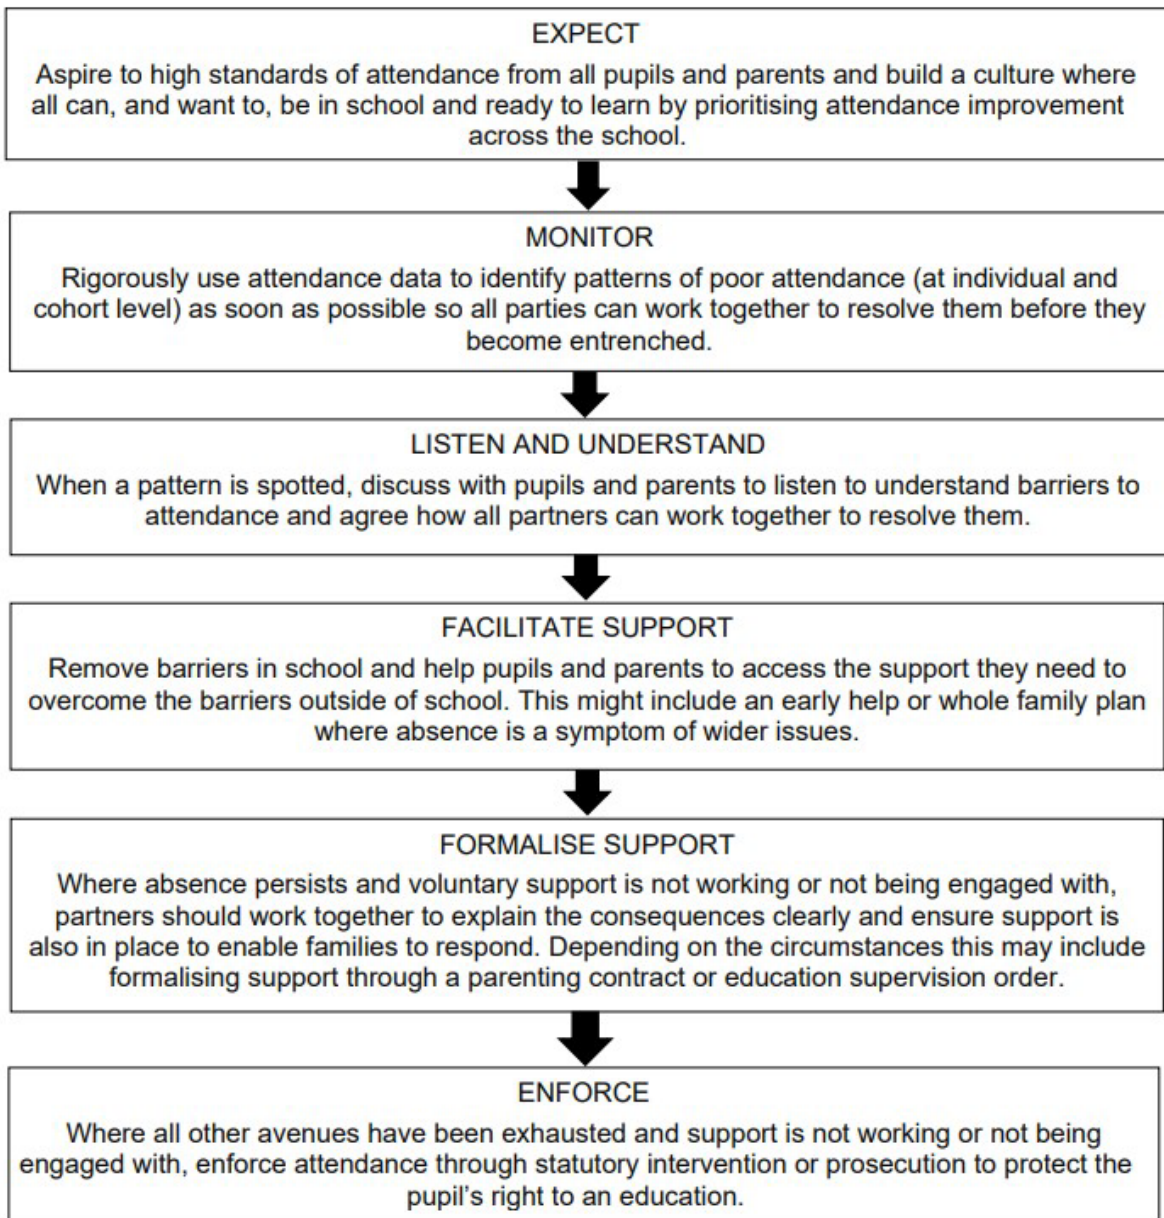 EXPECT
Aspire to high standards of attendance from all pupils and parents and build a culture where
all can, and want to, be in school and ready to learn by prioritising attendance improvement
across the school.
MONITOR
Rigorously use attendance data to identify patterns of poor attendance (at individual and
cohort level) as soon as possible so all parties can work together to resolve them before they
become entrenched.
LISTEN AND UNDERSTAND
When a pattern is spotted, discuss with pupils and parents to listen to understand barriers to
attendance and agree how all partners can work together to resolve them.
FACILITATE SUPPORT
Remove barriers in school and help pupils and parents to access the support they need to
overcome the barriers outside of school. This might include an early help or whole family plan
where absence is a symptom of wider issues.
FORMALISE SUPPORT
Where absence persists and voluntary support is not working or not being engaged with,
partners should work together to explain the consequences clearly and ensure support is
also in place to enable families to respond. Depending on the circumstances this may include
formalising support through a parenting contract or education supervision order.
ENFORCE
Where all other avenues have been exhausted and support is not working or not being
engaged with, enforce attendance through statutory intervention or prosecution to protect the
pupil's right to an education.